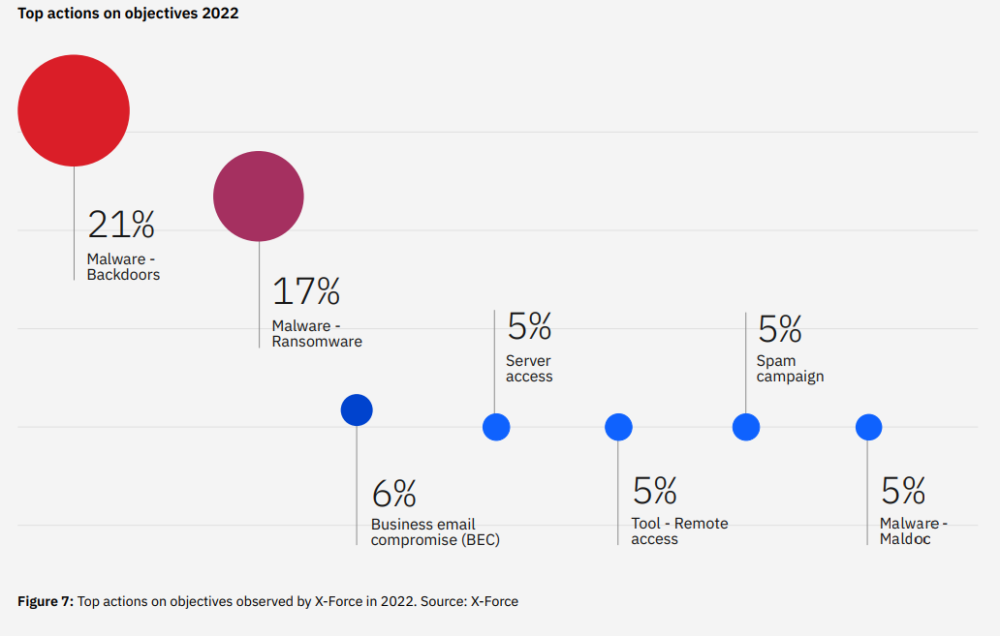 Top actions on objectives 2022
21%
Malware -
Backdoors
17%
Malware -
Ransomware
6%
Business email
compromise (BEC)
5%
Server
access
5%
Tool - Remote
access
5%
Spam
campaign
5%
Malware -
Maldoc
Figure 7: Top actions on objectives observed by X-Force in 2022. Source: X-Force